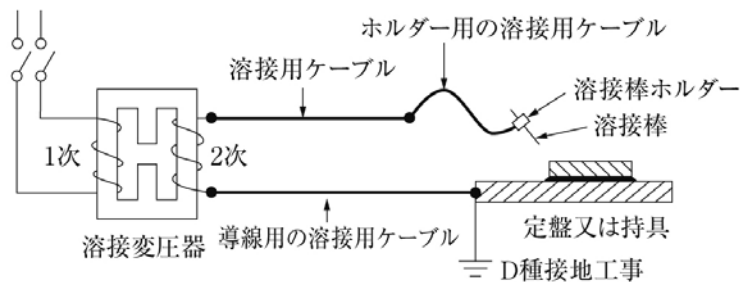 ホルダー用の溶接用ケーブル
溶接用ケーブル
溶接棒ホルダー
溶接棒
1次
2次
溶接変圧器
導線用の溶接用ケーブル
定盤又は持具
D種接地工事